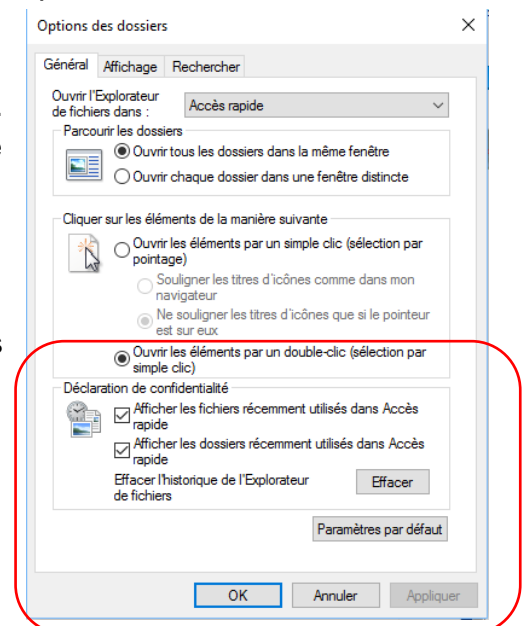 Options des dossiers
Général Affichage Rechercher
Ouvrir l'Explorateur
de fichiers dans :
Accès rapide
Parcourir les dossiers
Ouvrir tous les dossiers dans la même fenêtre
Ouvrir chaque dossier dans une fenêtre distincte
Cliquer sur les éléments de la manière suivante
Ouvrir les éléments par un simple clic (sélection par
pointage)
Souligner les titres d'icônes comme dans mon
navigateur
Ne souligner les titres d'icônes que si le pointeur
est sur eux
Ouvrir les éléments par un double-clic (sélection par
simple clic)
Déclaration de confidentialité
Afficher les fichiers récemment utilisés dans Accès
rapide
Afficher les dossiers récemment utilisés dans Accès
rapide
Effacer l'historique de l'Explorateur
de fichiers
Effacer
Paramètres par défaut
OK Annuler Appliquer